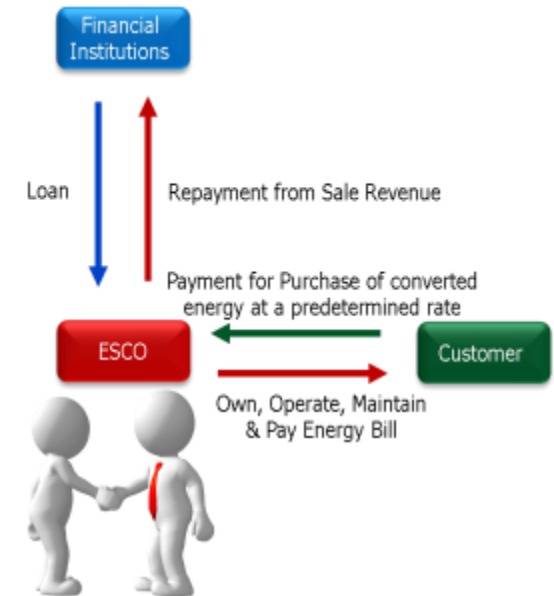 Financial
Institutions
Loan
Repayment from Sale Revenue
Payment for Purchase of converted
energy at a predetermined rate
ESCO
Customer
Own, Operate, Maintain
& Pay Energy Bill